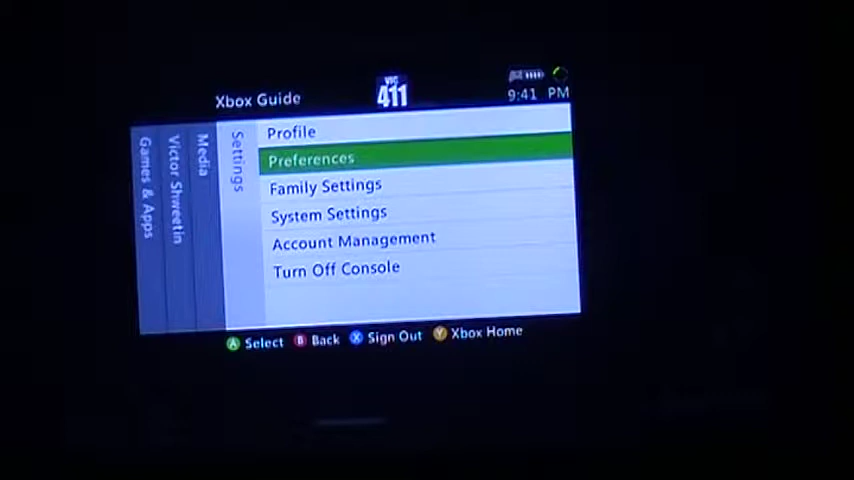 Xbox Guide
VIC
411
9:41 PM
Games & Apps
Victor Shweetin
Media
Settings
Profile
Preferences
Family Settings
System Settings
Account Management
Turn Off Console
A Select B Back X Sign Out Y Xbox Home